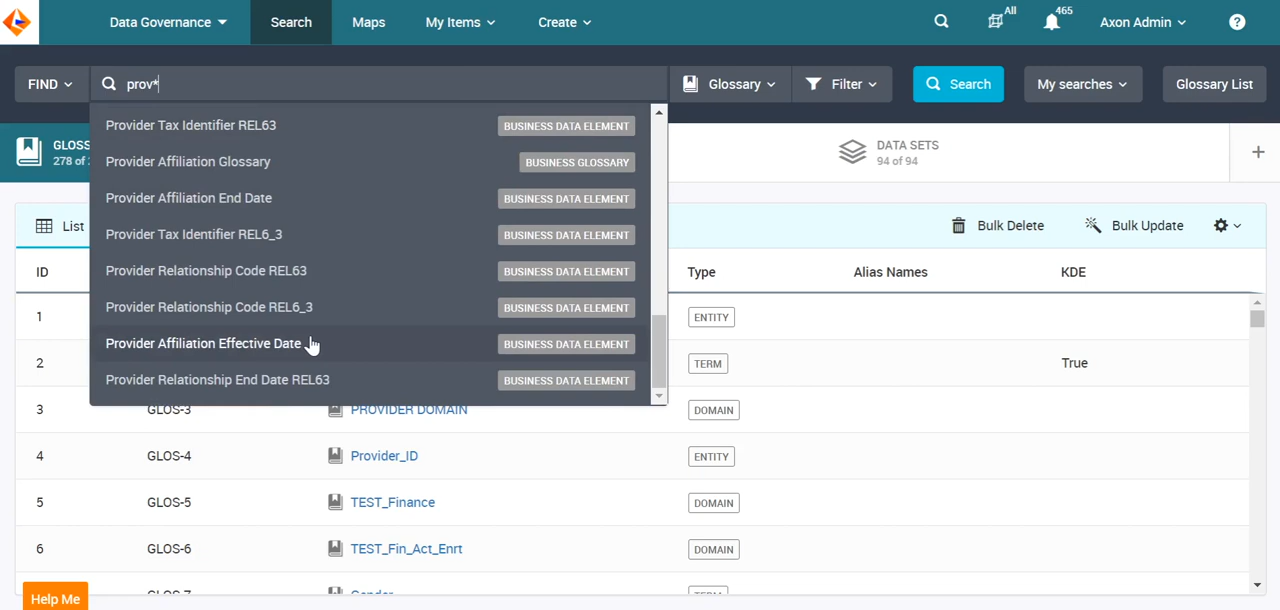 Data Governance Search Maps My Items Create All 465 Axon Admin ?
FIND prov* Glossary Filter Search My searches Glossary List
GLOSS
278 of
DATA SETS
94 of 94
+
Provider Tax Identifier REL63 BUSINESS DATA ELEMENT
Provider Affiliation Glossary BUSINESS GLOSSARY
Provider Affiliation End Date BUSINESS DATA ELEMENT
Provider Tax Identifier REL6_3 BUSINESS DATA ELEMENT
Provider Relationship Code REL63 BUSINESS DATA ELEMENT
Provider Relationship Code REL6_3 BUSINESS DATA ELEMENT
Provider Affiliation Effective Date BUSINESS DATA ELEMENT
Provider Relationship End Date REL63 BUSINESS DATA ELEMENT
List Bulk Delete Bulk Update
ID Type Alias Names KDE
1 ENTITY
2 TERM True
3 GLOS-3 PROVIDER DOMAIN DOMAIN
4 GLOS-4 Provider_ID ENTITY
5 GLOS-5 TEST_Finance DOMAIN
6 GLOS-6 TEST_Fin_Act_Enrt DOMAIN
Help Me